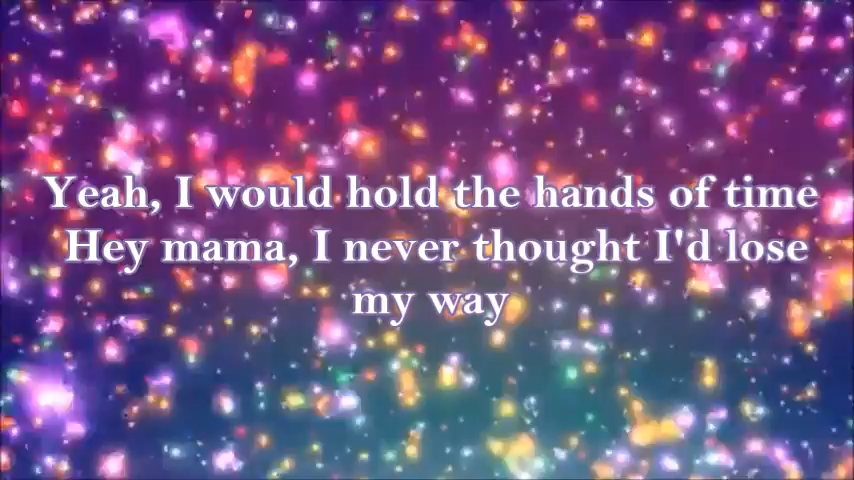 Yeah, I would hold the hands of time
Hey mama, I never thought I'd lose
my way